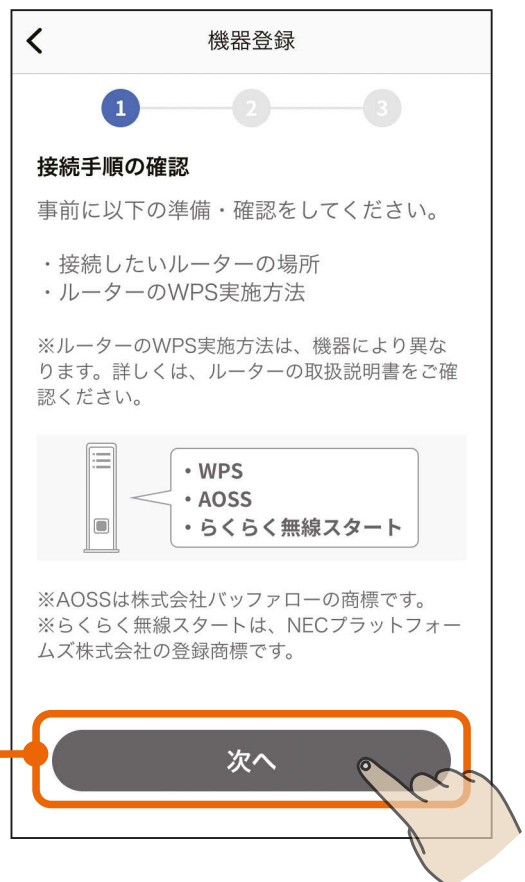 機器登録
1 2 3
接続手順の確認
事前に以下の準備・確認をしてください。
・接続したいルーターの場所
・ルーターのWPS実施方法
※ルーターのWPS実施方法は、機器により異な
ります。詳しくは、ルーターの取扱説明書をご確
認ください。
・WPS
・AOSS
・らくらく無線スタート
※AOSSは株式会社バッファローの商標です。
※らくらく無線スタートは、NECプラットフォー
ムズ株式会社の登録商標です。
次へ